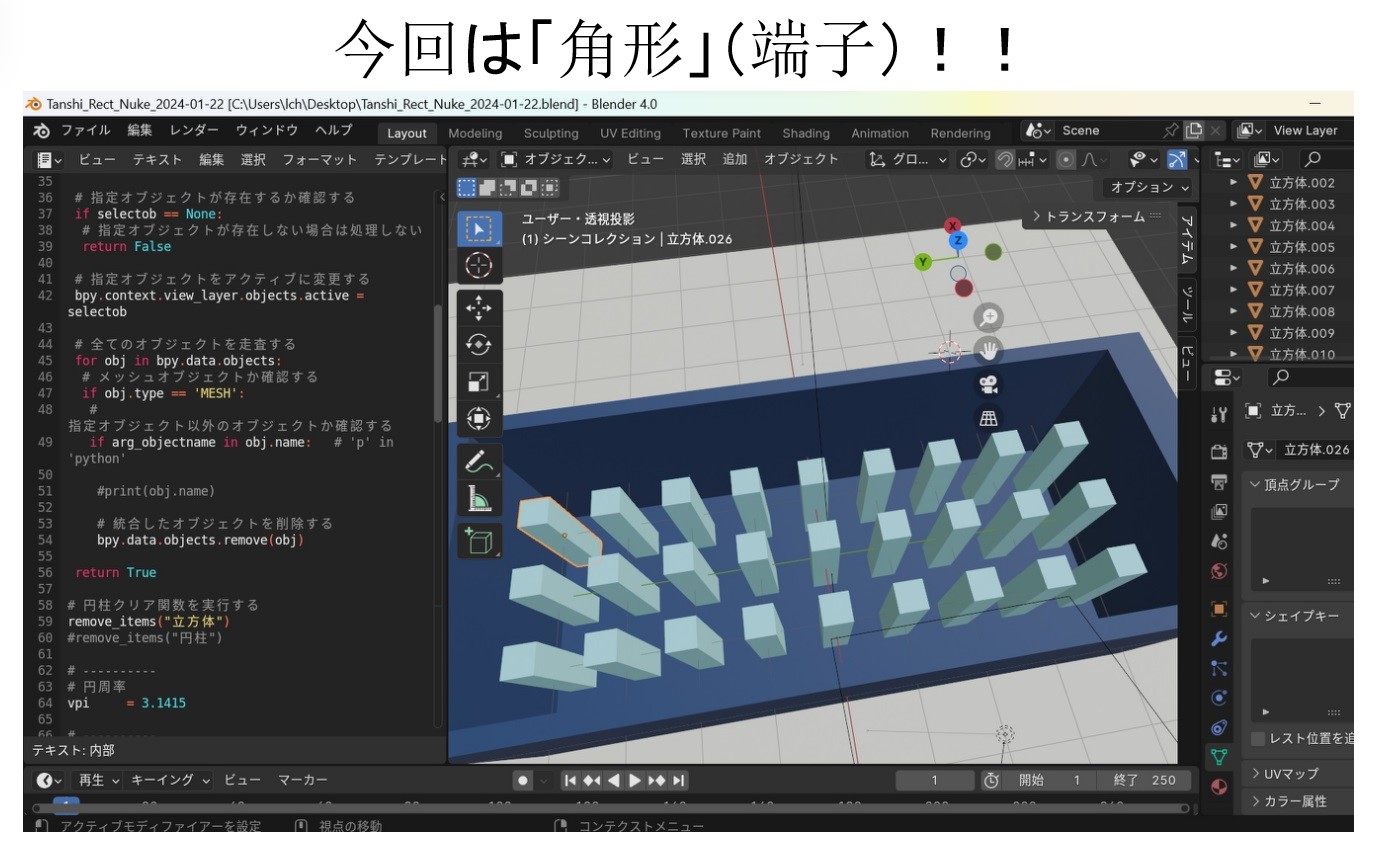 今回は「角形」（端子）！！
Tanshi_Rect_Nuke_2024-01-22 [C:\Users\lch\Desktop\Tanshi_Rect_Nuke_2024-01-22.blend] - Blender 4.0
ファイル 編集 レンダー ウィンドウ ヘルプ Layout Modeling Sculpting UV Editing Texture Paint Shading Animation Rendering Scene View Layer
ビュー テキスト 編集 選択 フォーマット テンプレート オブジェク... ビュー 選択 追加 オブジェクト グロ...
オプション
35
36 # 指定オブジェクトが存在するか確認する
37 if selectob == None:
38 # 指定オブジェクトが存在しない場合は処理しない
39 return False
40
41 # 指定オブジェクトをアクティブに変更する
42 bpy.context.view_layer.objects.active =
selectob
43
44 # 全てのオブジェクトを走査する
45 for obj in bpy.data.objects:
46 # メッシュオブジェクトか確認する
47 if obj.type == 'MESH':
48 #
指定オブジェクト以外のオブジェクトか確認する
49 if arg_objectname in obj.name: # 'p' in
'python'
50
51 #print(obj.name)
52
53 # 統合したオブジェクトを削除する
54 bpy.data.objects.remove(obj)
55
56 return True
57
58 # 円柱クリア関数を実行する
59 remove_items("立方体")
60 #remove_items("円柱")
61
62 # ----------
63 # 円周率
64 vpi = 3.1415
65
テキスト: 内部
ユーザー・透視投影
(1) シーンコレクション | 立方体.026
トランスフォーム
X
Z
Y
アイテム
ツール
ビュー
立方体.002
立方体.003
立方体.004
立方体.005
立方体.006
立方体.007
立方体.008
立方体.009
立方体.010
立方...
立方体.026
頂点グループ
シェイプキー
レスト位置を追
UVマップ
カラー属性
再生 キーイング ビュー マーカー 1 開始 1 終了 250
アクティブモディファイアーを設定 視点の移動 コンテクストメニュー